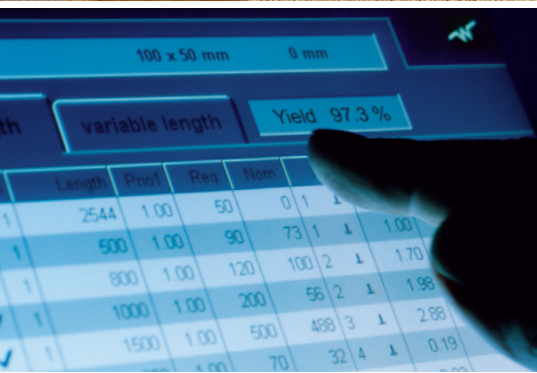 100 x 50 mm 0 mm
th variable length Yield 97.3 %
Length Prio1 Req Nom
1 2544 1.00 50 0 1
1 500 1.00 90 73 1 1.00
1 800 1.00 120 100 2 1.70
1 1000 1.00 200 56 2 1.98
1 1500 1.00 500 488 3 2.88
1.00 70 32 4 0.19